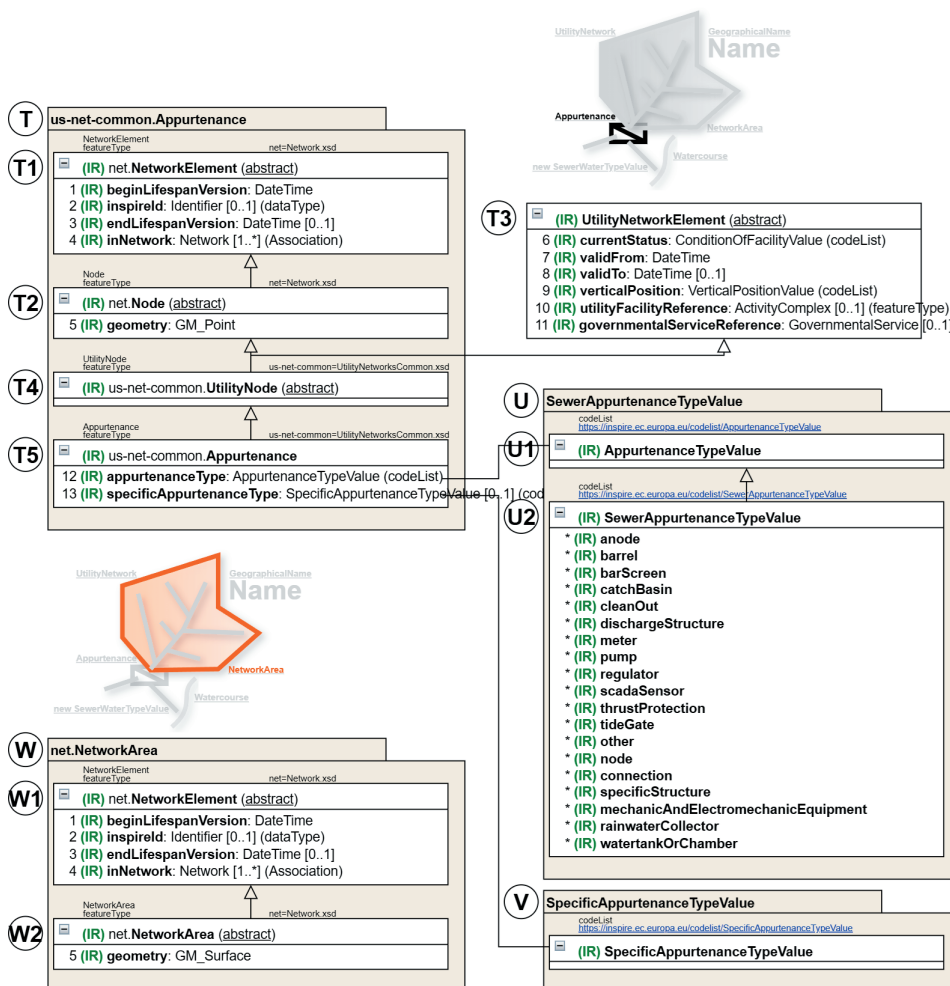 UtilityNetwork
GeographicalName
Name
Appurtenance
NetworkArea
Watercourse
new SewerWaterTypeValue
T
us-net-common.Appurtenance
NetworkElement
featureType
net=Network.xsd
T1
(IR) net.NetworkElement (abstract)
1 (IR) beginLifespanVersion: DateTime
2 (IR) inspireId: Identifier [0..1] (dataType)
3 (IR) endLifespanVersion: DateTime [0..1]
4 (IR) inNetwork: Network [1..*] (Association)
Node
featureType
net=Network.xsd
T2
(IR) net.Node (abstract)
5 (IR) geometry: GM_Point
T3
(IR) UtilityNetworkElement (abstract)
6 (IR) currentStatus: ConditionOfFacilityValue (codeList)
7 (IR) validFrom: DateTime
8 (IR) validTo: DateTime [0..1]
9 (IR) verticalPosition: VerticalPositionValue (codeList)
10 (IR) utilityFacilityReference: ActivityComplex [0..1] (featureType)
11 (IR) governmentalServiceReference: GovernmentalService [0..1]
UtilityNode
featureType
us-net-common=UtilityNetworksCommon.xsd
T4
(IR) us-net-common.UtilityNode (abstract)
Appurtenance
featureType
us-net-common=UtilityNetworksCommon.xsd
T5
(IR) us-net-common.Appurtenance
12 (IR) appurtenanceType: AppurtenanceTypeValue (codeList)
13 (IR) specificAppurtenanceType: SpecificAppurtenanceTypeValue [0..1] (cod
U
SewerAppurtenanceTypeValue
codeList
https://inspire.ec.europa.eu/codelist/AppurtenanceTypeValue
U1
(IR) AppurtenanceTypeValue
codeList
https://inspire.ec.europa.eu/codelist/SewerAppurtenanceTypeValue
U2
(IR) SewerAppurtenanceTypeValue
* (IR) anode
* (IR) barrel
* (IR) barScreen
* (IR) catchBasin
* (IR) cleanOut
* (IR) dischargeStructure
* (IR) meter
* (IR) pump
* (IR) regulator
* (IR) scadaSensor
* (IR) thrustProtection
* (IR) tideGate
* (IR) other
* (IR) node
* (IR) connection
* (IR) specificStructure
* (IR) mechanicAndElectromechanicEquipment
* (IR) rainwaterCollector
* (IR) watertankOrChamber
UtilityNetwork
GeographicalName
Name
Appurtenance
NetworkArea
Watercourse
new SewerWaterTypeValue
W
net.NetworkArea
NetworkElement
featureType
net=Network.xsd
W1
(IR) net.NetworkElement (abstract)
1 (IR) beginLifespanVersion: DateTime
2 (IR) inspireId: Identifier [0..1] (dataType)
3 (IR) endLifespanVersion: DateTime [0..1]
4 (IR) inNetwork: Network [1..*] (Association)
NetworkArea
featureType
net=Network.xsd
W2
(IR) net.NetworkArea (abstract)
5 (IR) geometry: GM_Surface
V
SpecificAppurtenanceTypeValue
codeList
https://inspire.ec.europa.eu/codelist/SpecificAppurtenanceTypeValue
(IR) SpecificAppurtenanceTypeValue